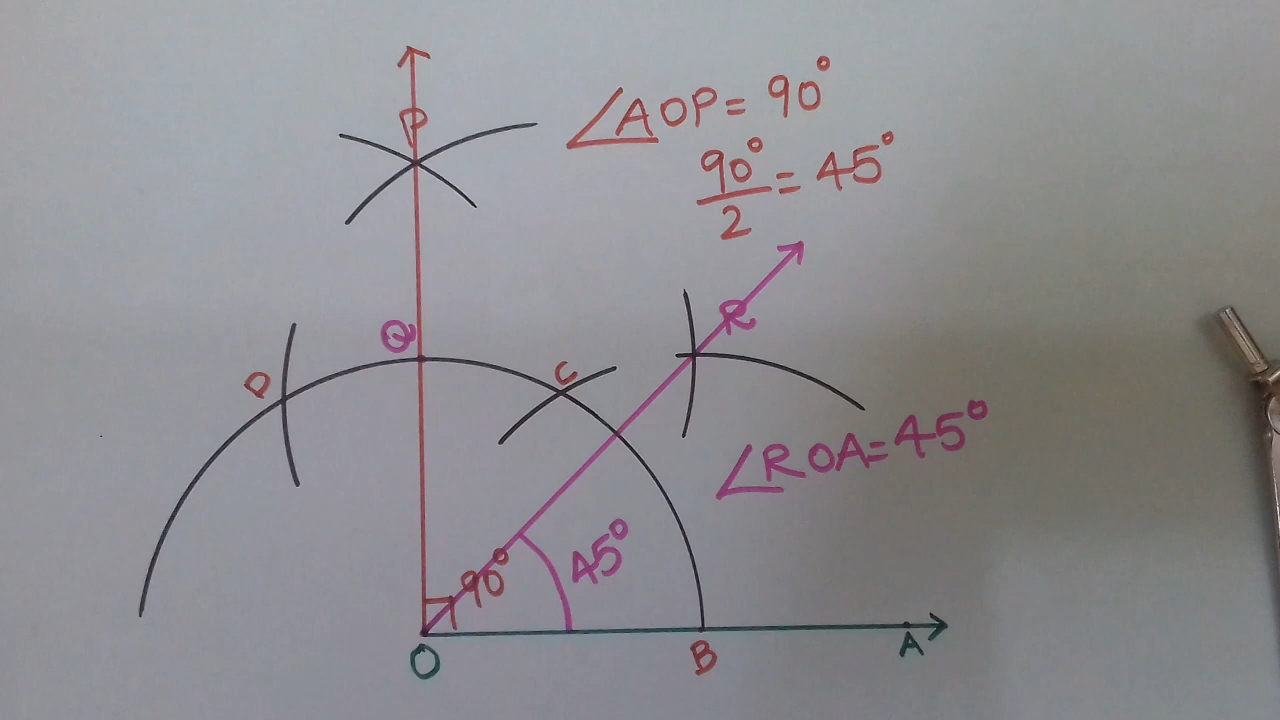 P
∠AOP = 90°
90°/2 = 45°
R
Q
D
C
∠ROA = 45°
90°
45°
O
B
A